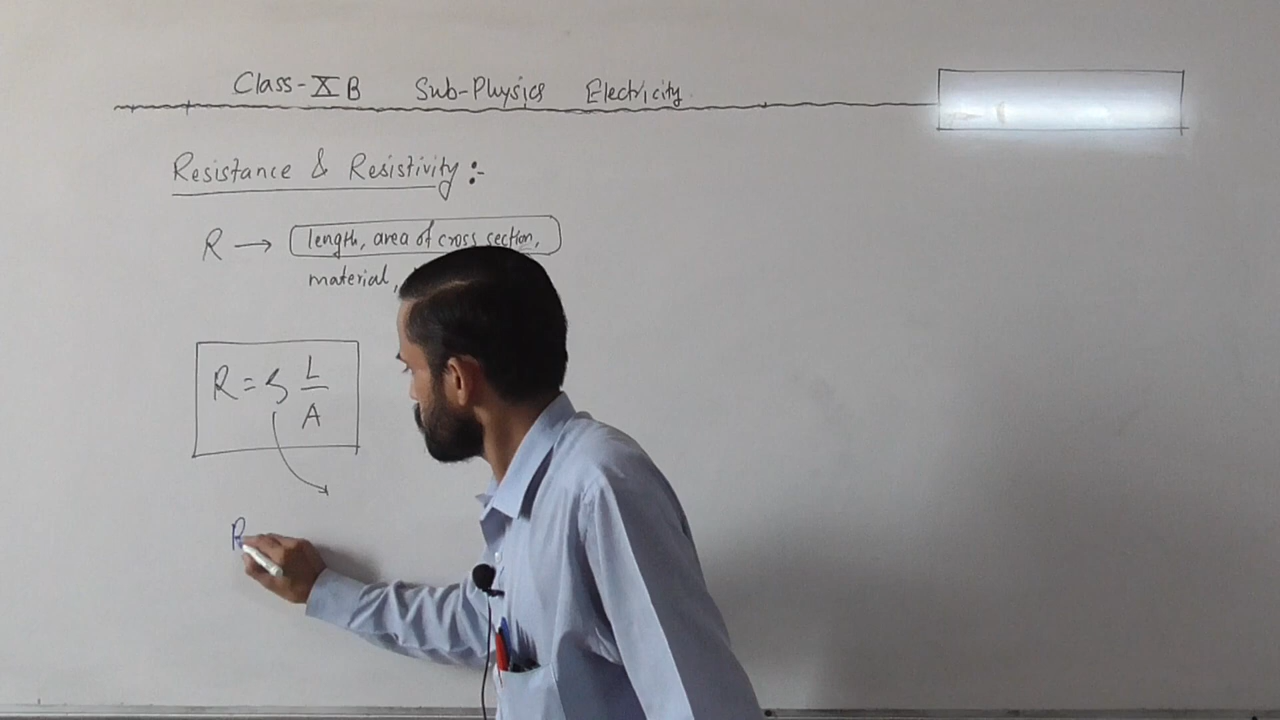 Class-X B Sub-Physics Electricity
Resistance & Resistivity :-
R → length, area of cross section,
material,
R = ρ L/A
R